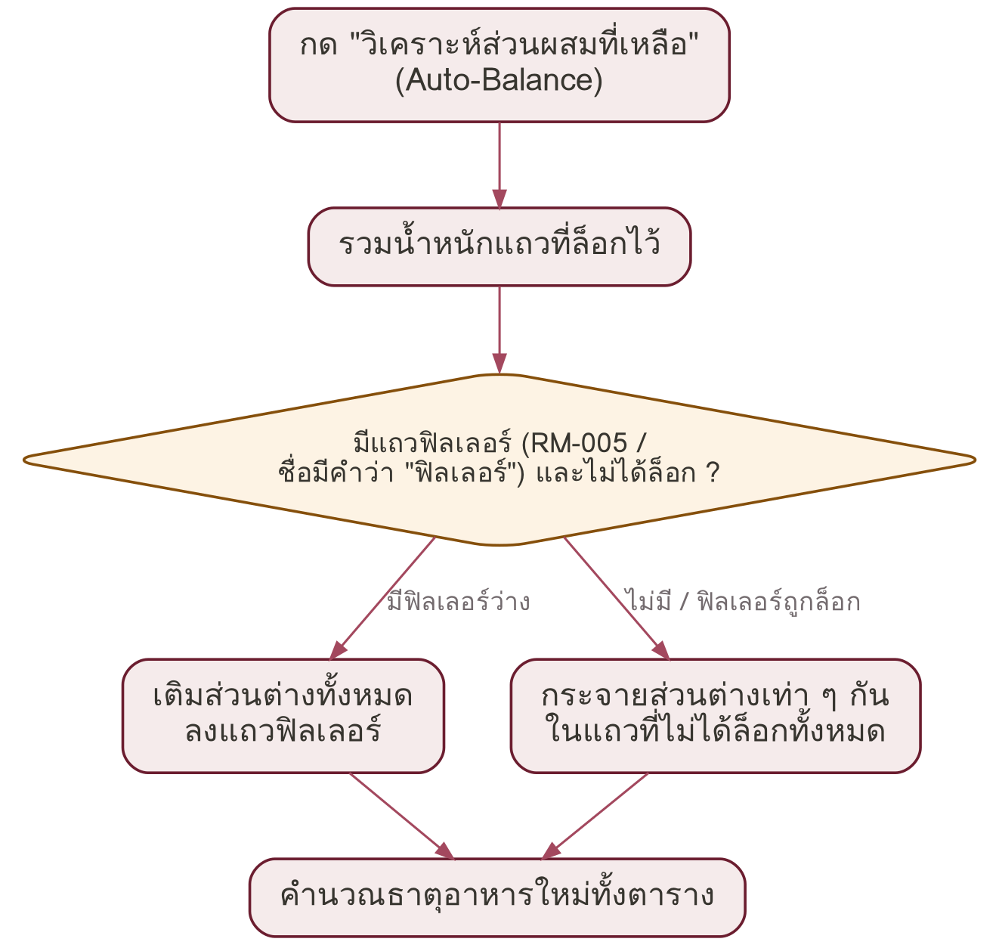 กด "วิเคราะห์ส่วนผสมที่เหลือ"
(Auto-Balance)
รวมน้ำหนักแถวที่ล็อกไว้
มีแถวฟิลเลอร์ (RM-005 /
ชื่อมีคำว่า "ฟิลเลอร์") และไม่ได้ล็อก ?
มีฟิลเลอร์ว่าง
ไม่มี / ฟิลเลอร์ถูกล็อก
เติมส่วนต่างทั้งหมด
ลงแถวฟิลเลอร์
กระจายส่วนต่างเท่า ๆ กัน
ในแถวที่ไม่ได้ล็อกทั้งหมด
คำนวณธาตุอาหารใหม่ทั้งตาราง